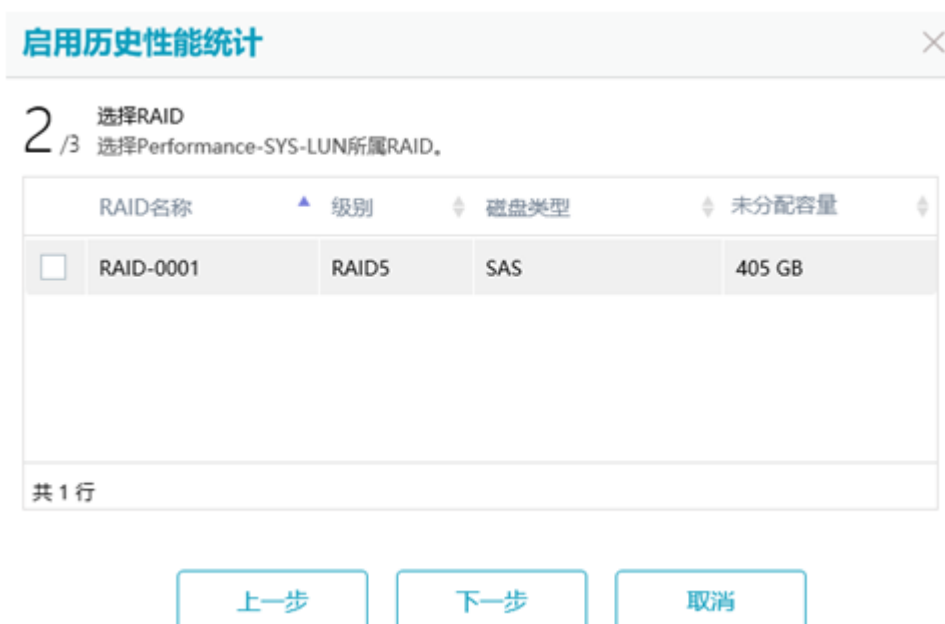 启用历史性能统计
2/3 选择RAID
选择Performance-SYS-LUN所属RAID。
RAID名称 级别 磁盘类型 未分配容量
RAID-0001 RAID5 SAS 405 GB
共 1 行
上一步 下一步 取消